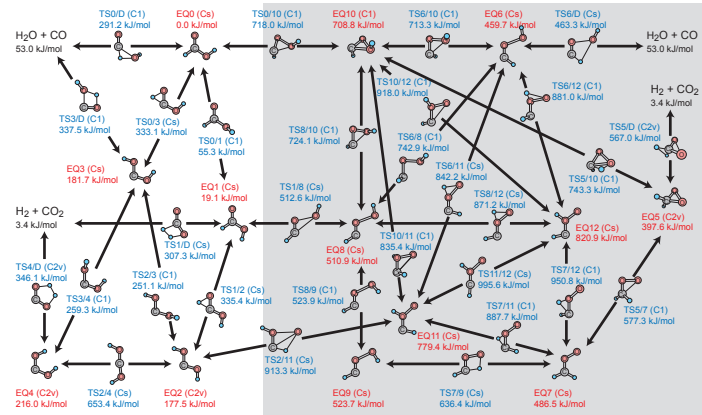 TS0/D (C1)
291.2 kJ/mol
EQ0 (Cs)
0.0 kJ/mol
TS0/10 (C1)
718.0 kJ/mol
EQ10 (C1)
708.8 kJ/mol
TS6/10 (C1)
713.3 kJ/mol
EQ6 (Cs)
459.7 kJ/mol
TS6/D (Cs)
463.3 kJ/mol
H2O + CO
53.0 kJ/mol
H2O + CO
53.0 kJ/mol
TS3/D (C1)
337.5 kJ/mol
TS0/3 (Cs)
333.1 kJ/mol
TS0/1 (C1)
55.3 kJ/mol
TS8/10 (C1)
724.1 kJ/mol
TS10/12 (C1)
918.0 kJ/mol
TS6/8 (C1)
742.9 kJ/mol
TS6/12 (C1)
881.0 kJ/mol
H2 + CO2
3.4 kJ/mol
TS5/D (C2v)
567.0 kJ/mol
EQ3 (Cs)
181.7 kJ/mol
EQ1 (Cs)
19.1 kJ/mol
TS1/8 (Cs)
512.6 kJ/mol
TS6/11 (Cs)
842.2 kJ/mol
TS8/12 (Cs)
871.2 kJ/mol
TS5/10 (C1)
743.3 kJ/mol
H2 + CO2
3.4 kJ/mol
TS1/D (Cs)
307.3 kJ/mol
EQ8 (Cs)
510.9 kJ/mol
TS10/11 (C1)
835.4 kJ/mol
EQ12 (Cs)
820.9 kJ/mol
EQ5 (C2v)
397.6 kJ/mol
TS4/D (C2v)
346.1 kJ/mol
TS3/4 (C1)
259.3 kJ/mol
TS2/3 (C1)
251.1 kJ/mol
TS1/2 (Cs)
335.4 kJ/mol
TS8/9 (C1)
523.9 kJ/mol
TS11/12 (Cs)
995.6 kJ/mol
TS7/12 (C1)
950.8 kJ/mol
TS5/7 (C1)
577.3 kJ/mol
TS7/11 (C1)
887.7 kJ/mol
EQ11 (Cs)
779.4 kJ/mol
TS2/11 (Cs)
913.3 kJ/mol
EQ4 (C2v)
216.0 kJ/mol
TS2/4 (Cs)
653.4 kJ/mol
EQ2 (C2v)
177.5 kJ/mol
EQ9 (Cs)
523.7 kJ/mol
TS7/9 (Cs)
636.4 kJ/mol
EQ7 (Cs)
486.5 kJ/mol